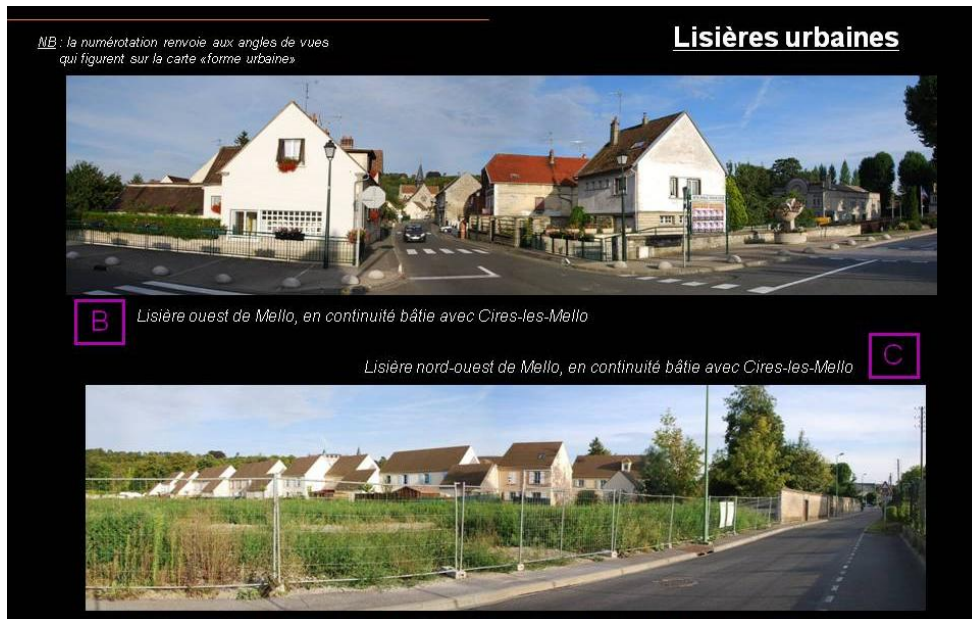 Lisières urbaines
NB : la numérotation renvoie aux angles de vues
qui figurent sur la carte «forme urbaine»
B
Lisière ouest de Mello, en continuité bâtie avec Cires-les-Mello
Lisière nord-ouest de Mello, en continuité bâtie avec Cires-les-Mello
C